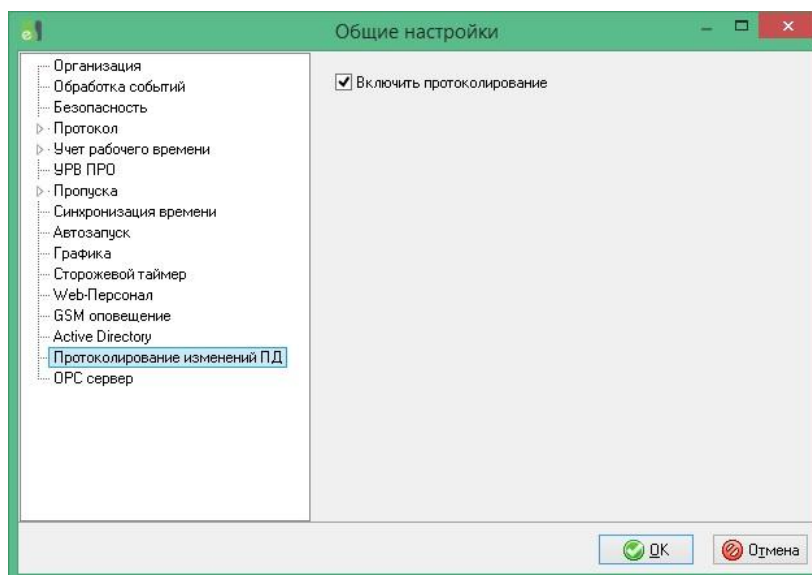 Общие настройки
Организация
Обработка событий
Безопасность
Протокол
Учет рабочего времени
УРВ ПРО
Пропуска
Синхронизация времени
Автозапуск
Графика
Сторожевой таймер
Web-Персонал
GSM оповещение
Active Directory
Протоколирование изменений ПД
ОРС сервер
Включить протоколирование
OK
Отмена